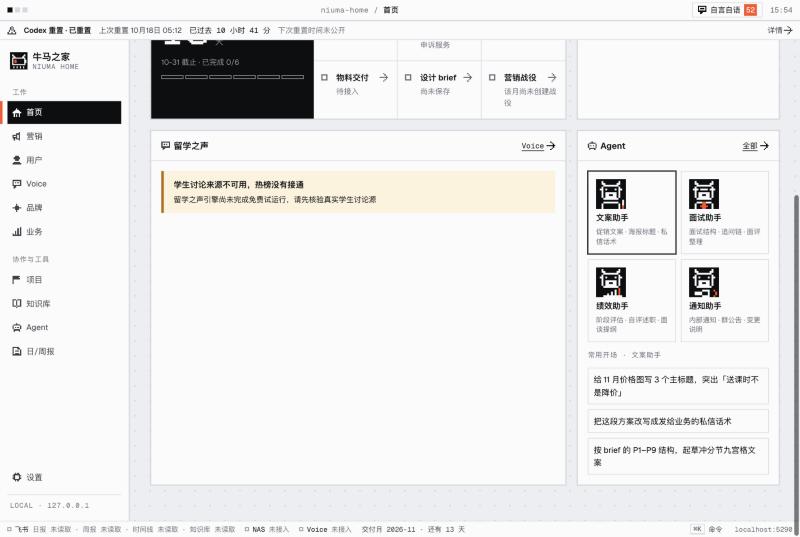 niuma-home / 首页
自言自语 52
15:54
Codex 重置 · 已重置 上次重置 10月18日 05:12 已过去 10 小时 41 分 下次重置时间未公开
详情
牛马之家
NIUMA HOME
工作
首页
营销
用户
Voice
品牌
业务
协作与工具
项目
知识库
Agent
日/周报
设置
LOCAL · 127.0.0.1
10-31 截止 · 已完成 0/6
申诉服务
物料交付
待接入
设计 brief
尚未保存
营销战役
该月尚未创建战
役
留学之声
Voice
学生讨论来源不可用，热榜没有接通
留学之声引擎尚未完成免费试运行，请先核验真实学生讨论源
Agent
全部
文案助手
促销文案 · 海报标题 · 私
信话术
面试助手
面试结构 · 追问链 · 面评
整理
绩效助手
阶段评估 · 自评述职 · 面
谈提纲
通知助手
内部通知 · 群公告 · 变更
说明
常用开场 · 文案助手
给 11 月价格图写 3 个主标题，突出「送课时不
是降价」
把这段方案改写成发给业务的私信话术
按 brief 的 P1–P9 结构，起草冲分节九宫格文
案
飞书 日报 未读取 · 周报 未读取 · 时间线 未读取 · 知识库 未读取
NAS 未接入
Voice 未接入
交付月 2026-11 · 还有 13 天
⌘K 命令
localhost:5290